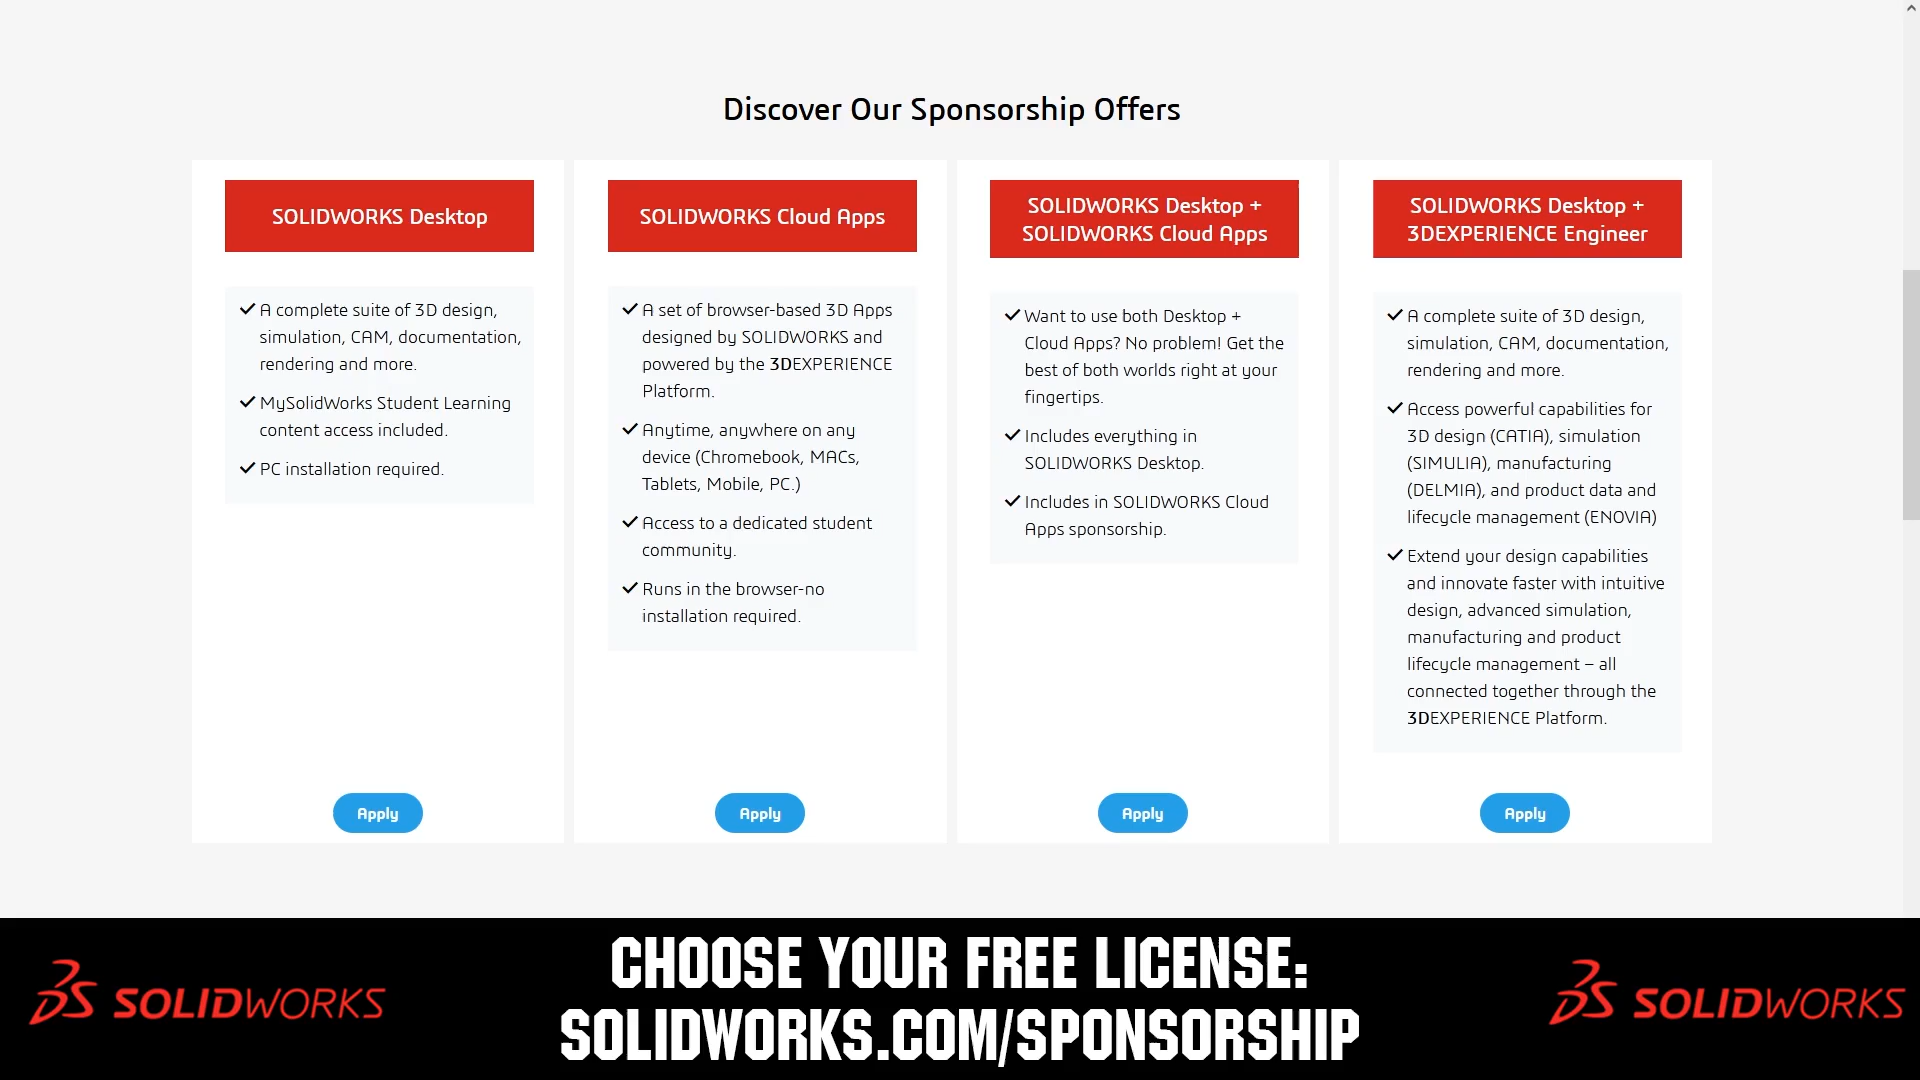 Discover Our Sponsorship Offers
SOLIDWORKS Desktop
A complete suite of 3D design,
simulation, CAM, documentation,
rendering and more.
MySolidWorks Student Learning
content access included.
PC installation required.
Apply
SOLIDWORKS Cloud Apps
A set of browser-based 3D Apps
designed by SOLIDWORKS and
powered by the 3DEXPERIENCE
Platform.
Anytime, anywhere on any
device (Chromebook, MACs,
Tablets, Mobile, PC.)
Access to a dedicated student
community.
Runs in the browser-no
installation required.
Apply
SOLIDWORKS Desktop +
SOLIDWORKS Cloud Apps
Want to use both Desktop +
Cloud Apps? No problem! Get the
best of both worlds right at your
fingertips.
Includes everything in
SOLIDWORKS Desktop.
Includes in SOLIDWORKS Cloud
Apps sponsorship.
Apply
SOLIDWORKS Desktop +
3DEXPERIENCE Engineer
A complete suite of 3D design,
simulation, CAM, documentation,
rendering and more.
Access powerful capabilities for
3D design (CATIA), simulation
(SIMULIA), manufacturing
(DELMIA), and product data and
lifecycle management (ENOVIA)
Extend your design capabilities
and innovate faster with intuitive
design, advanced simulation,
manufacturing and product
lifecycle management – all
connected together through the
3DEXPERIENCE Platform.
Apply
SOLIDWORKS
CHOOSE YOUR FREE LICENSE:
SOLIDWORKS.COM/SPONSORSHIP
SOLIDWORKS